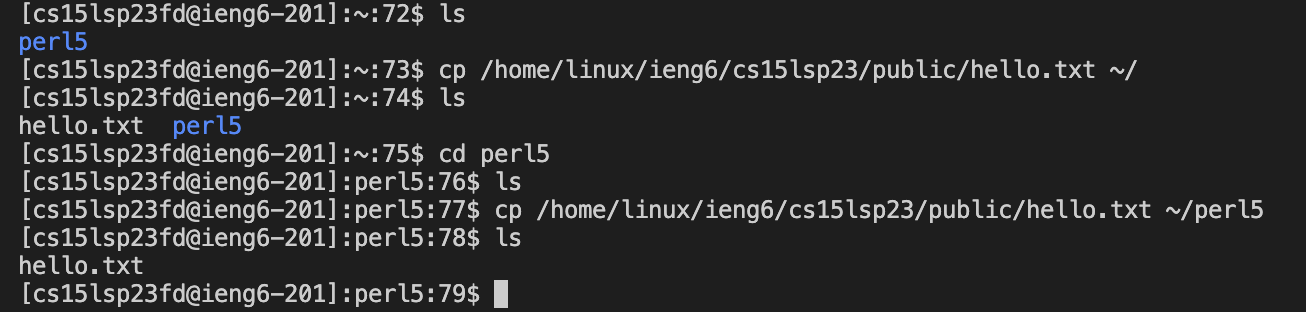 [cs15lsp23fd@ieng6-201]:~:72$ ls
perl5
[cs15lsp23fd@ieng6-201]:~:73$ cp /home/linux/ieng6/cs15lsp23/public/hello.txt ~/
[cs15lsp23fd@ieng6-201]:~:74$ ls
hello.txt  perl5
[cs15lsp23fd@ieng6-201]:~:75$ cd perl5
[cs15lsp23fd@ieng6-201]:perl5:76$ ls
[cs15lsp23fd@ieng6-201]:perl5:77$ cp /home/linux/ieng6/cs15lsp23/public/hello.txt ~/perl5
[cs15lsp23fd@ieng6-201]:perl5:78$ ls
hello.txt
[cs15lsp23fd@ieng6-201]:perl5:79$